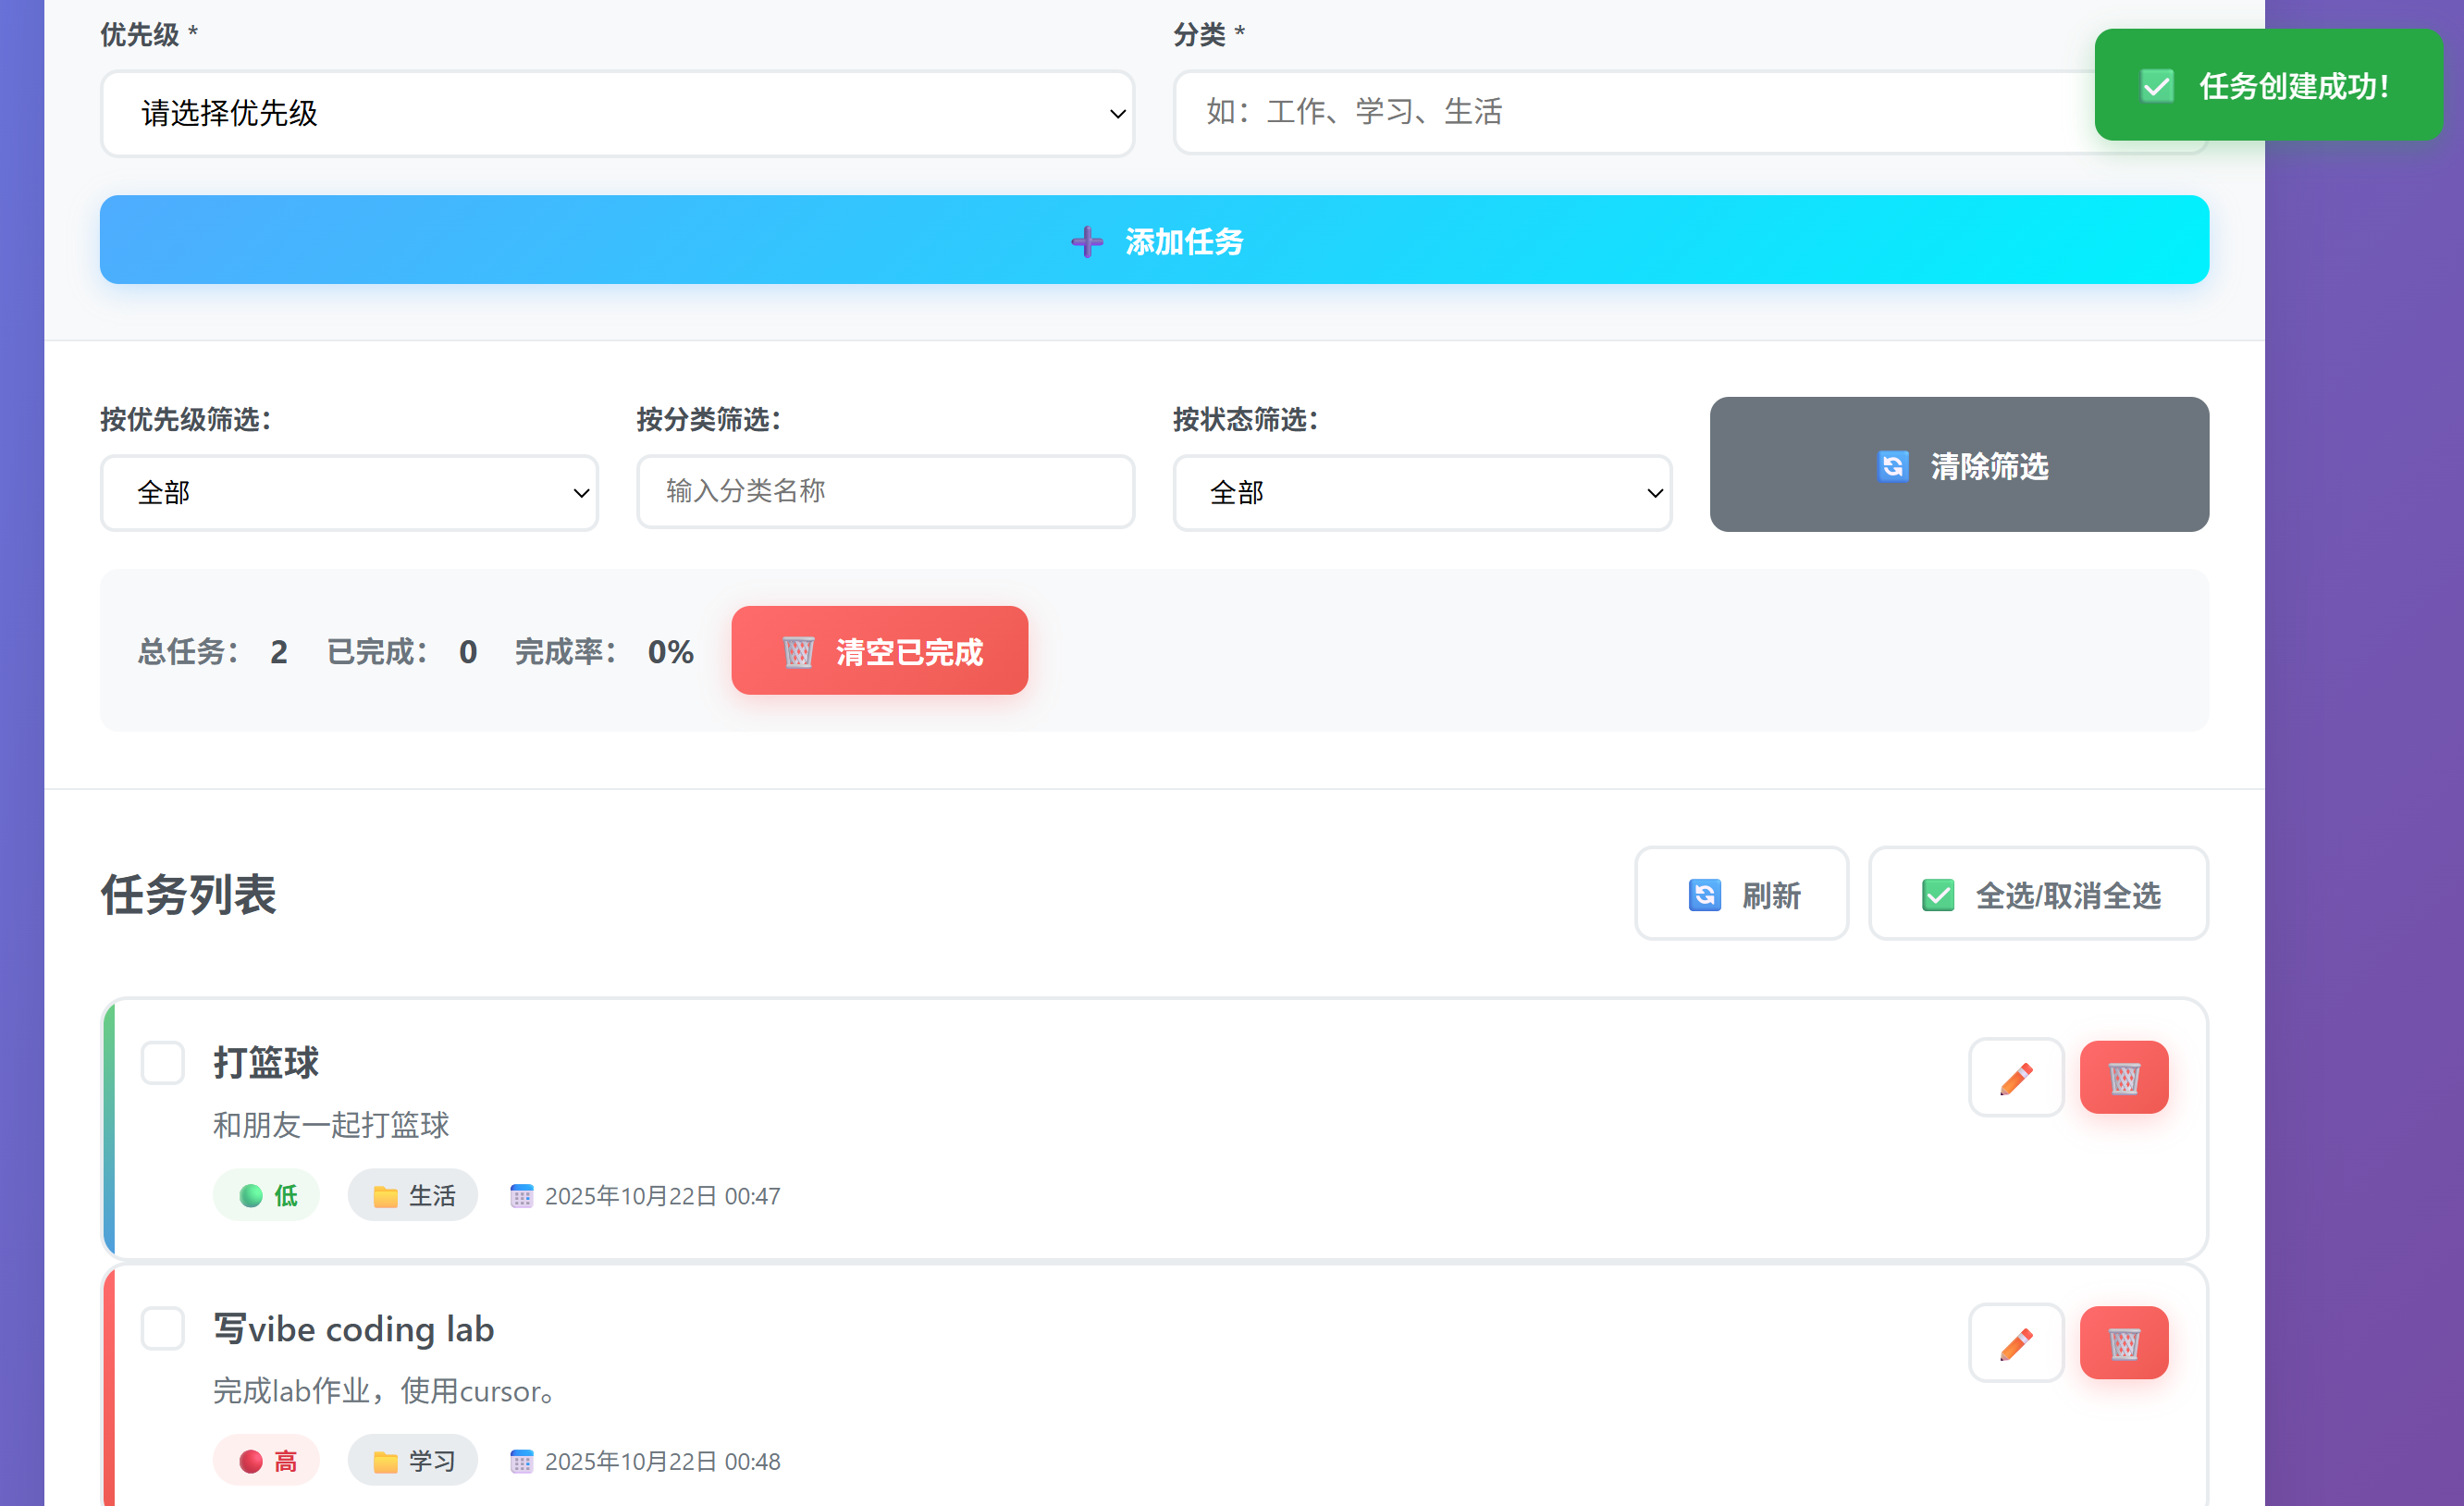 优先级 *
分类 *
✅ 任务创建成功！
请选择优先级
如：工作、学习、生活
➕ 添加任务
按优先级筛选：
按分类筛选：
按状态筛选：
全部
输入分类名称
全部
🔄 清除筛选
总任务： 2 已完成： 0 完成率： 0% 🗑️ 清空已完成
任务列表
🔄 刷新
✅ 全选/取消全选
打篮球
和朋友一起打篮球
🟢 低 📁 生活 📅 2025年10月22日 00:47
写vibe coding lab
完成lab作业，使用cursor。
🔴 高 📁 学习 📅 2025年10月22日 00:48